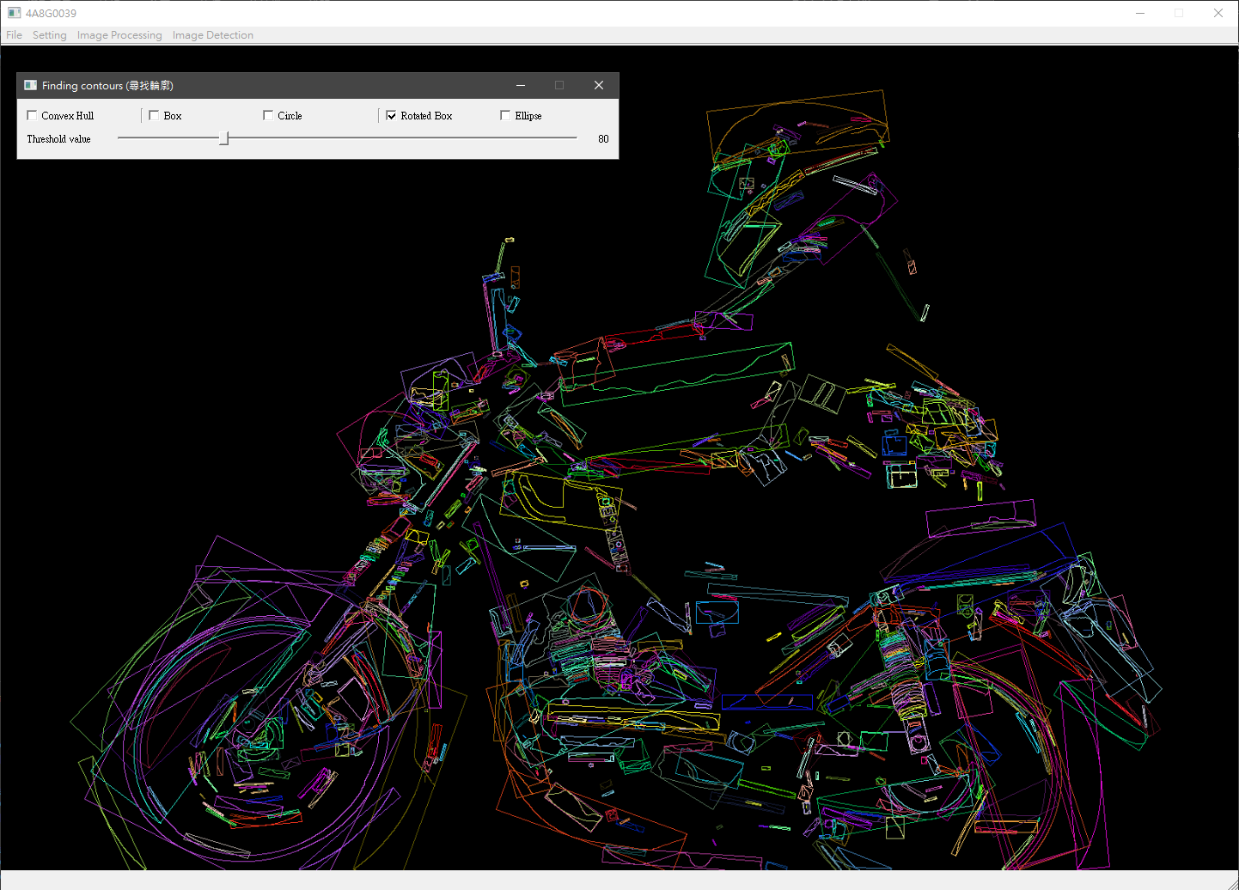 4A8G0039
File Setting Image Processing Image Detection
Finding contours (尋找輪廓)
Convex Hull Box Circle Rotated Box Ellipse
Threshold value 80